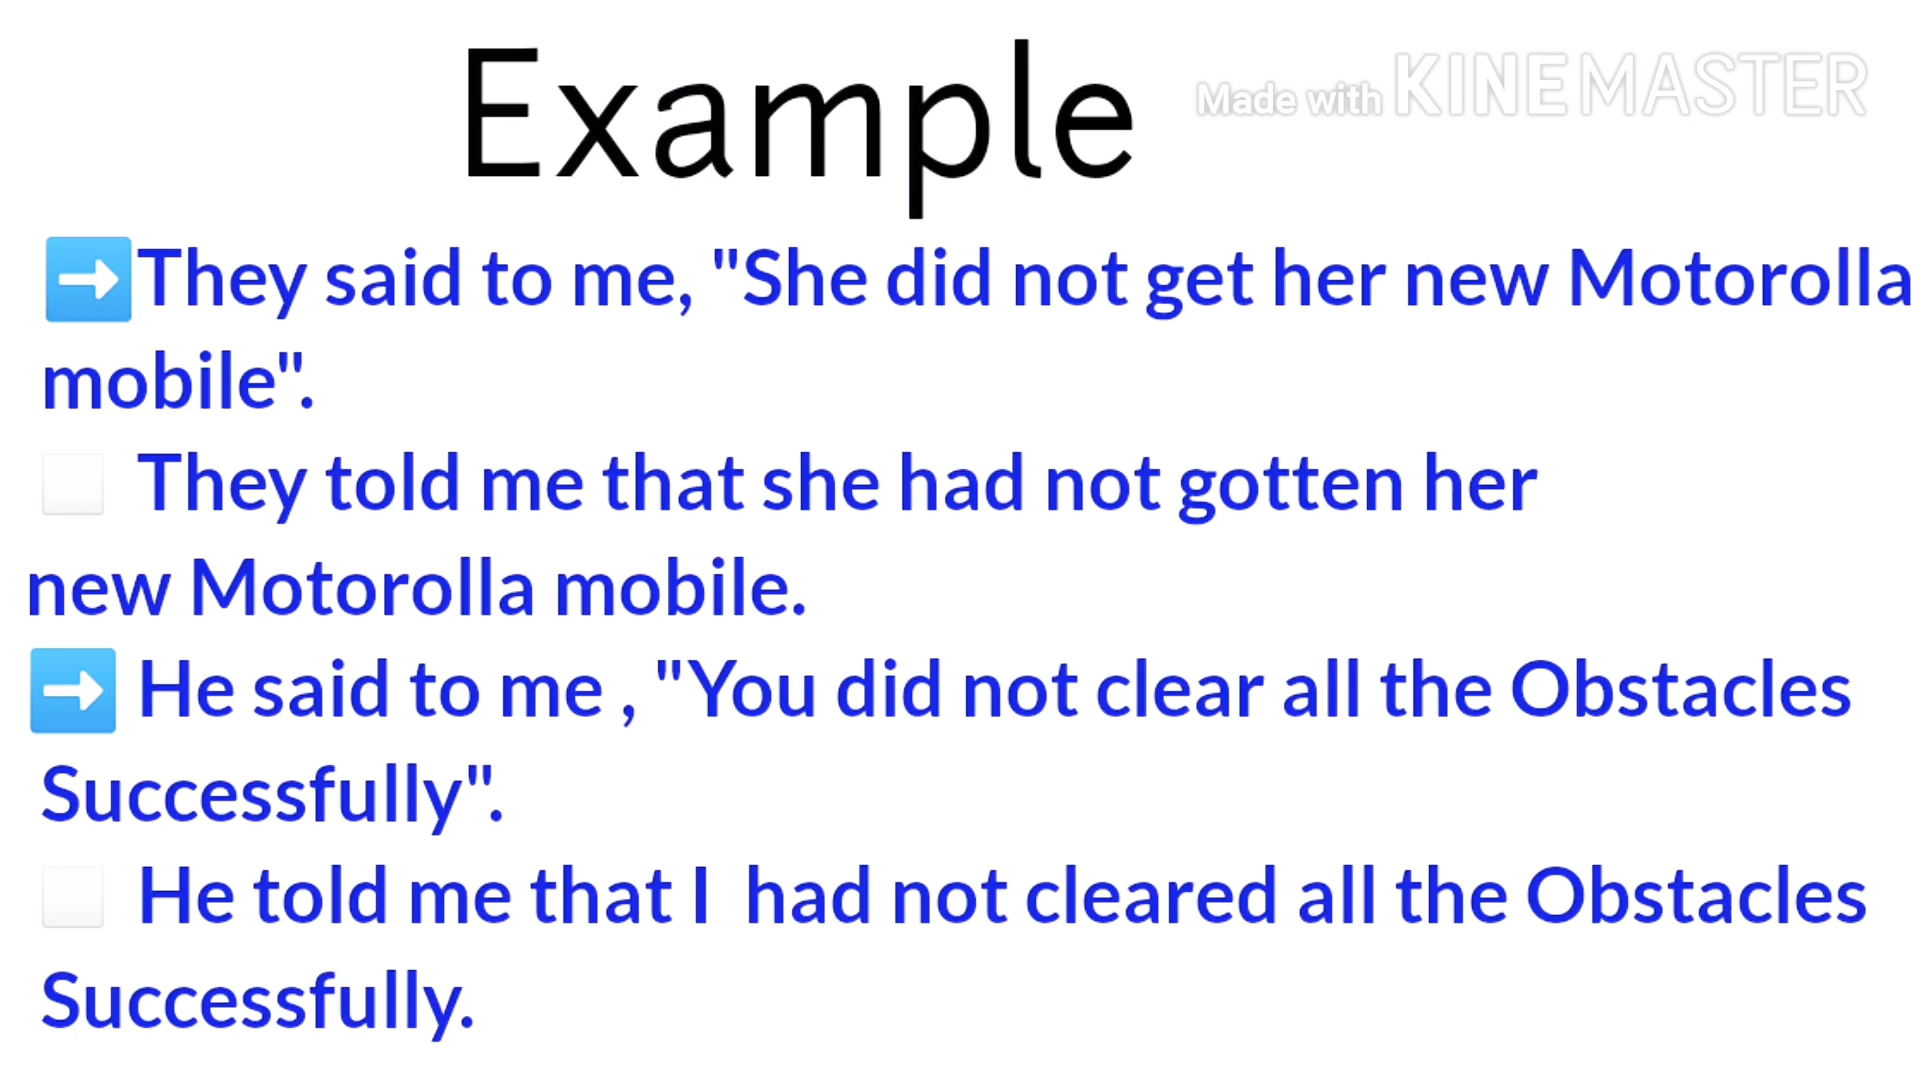 Example
Made with KINEMASTER
➡️They said to me, "She did not get her new Motorolla
mobile".
They told me that she had not gotten her
new Motorolla mobile.
➡️ He said to me , "You did not clear all the Obstacles
Successfully".
He told me that I had not cleared all the Obstacles
Successfully.